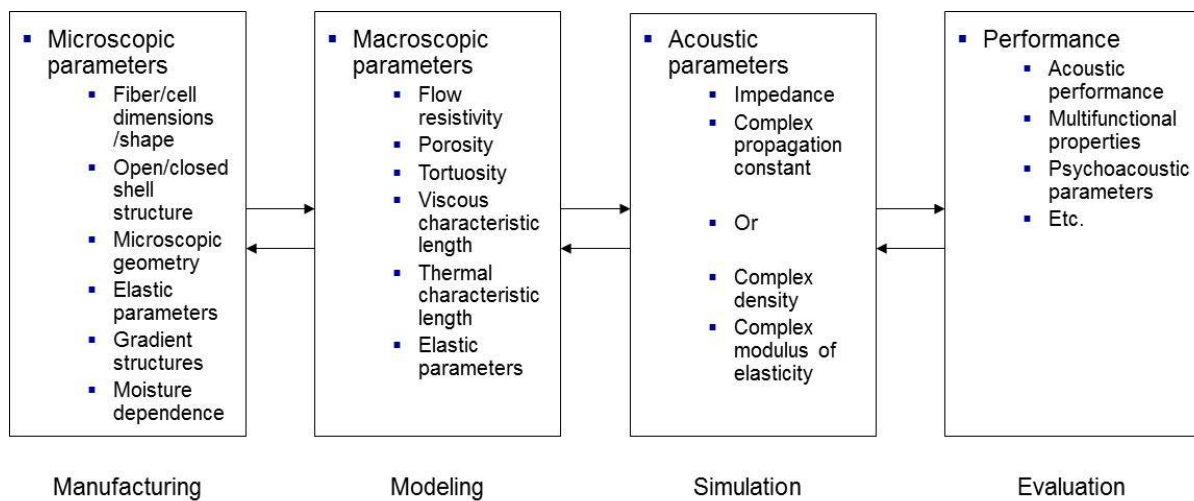 Microscopic
parameters
Fiber/cell
dimensions
/shape
Open/closed
shell
structure
Microscopic
geometry
Elastic
parameters
Gradient
structures
Moisture
dependence
Macroscopic
parameters
Flow
resistivity
Porosity
Tortuosity
Viscous
characteristic
length
Thermal
characteristic
length
Elastic
parameters
Acoustic
parameters
Impedance
Complex
propagation
constant
Or
Complex
density
Complex
modulus of
elasticity
Performance
Acoustic
performance
Multifunctional
properties
Psychoacoustic
parameters
Etc.
Manufacturing
Modeling
Simulation
Evaluation